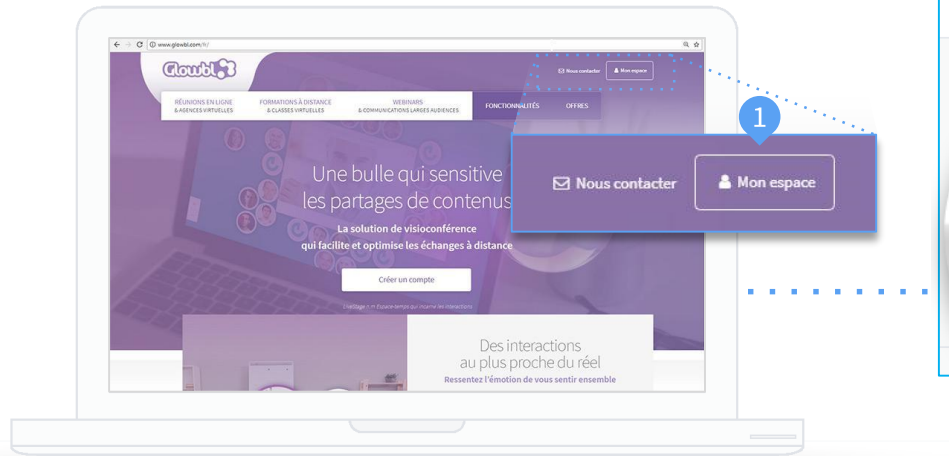 www.glowbl.com/fr/
Glowbl
Nous contacter
Mon espace
RÉUNIONS EN LIGNE
& AGENCES VIRTUELLES
FORMATIONS À DISTANCE
& CLASSES VIRTUELLES
WEBINARS
& COMMUNICATIONS LARGES AUDIENCES
FONCTIONNALITÉS
OFFRES
1
Nous contacter
Mon espace
Une bulle qui sensitive
les partages de contenus
La solution de visioconférence
qui facilite et optimise les échanges à distance
Créer un compte
Des interactions
au plus proche du réel
Ressentez l'émotion de vous sentir ensemble